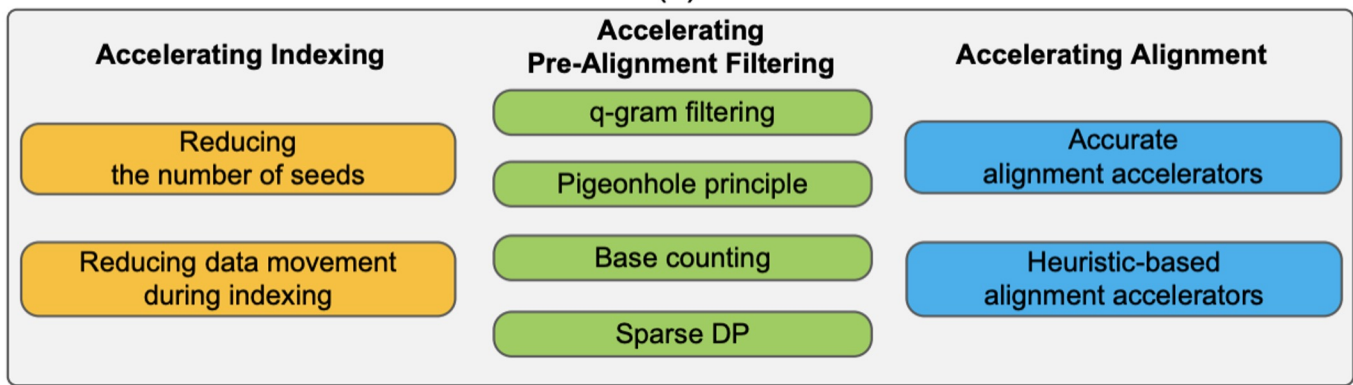 Accelerating Indexing
Reducing
the number of seeds
Reducing data movement
during indexing
Accelerating
Pre-Alignment Filtering
q-gram filtering
Pigeonhole principle
Base counting
Sparse DP
Accelerating Alignment
Accurate
alignment accelerators
Heuristic-based
alignment accelerators